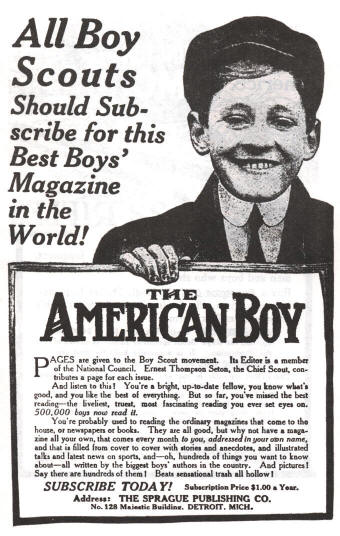 All Boy
Scouts
Should Sub-
scribe for this
Best Boys'
Magazine
in the
World!
THE
AMERICAN BOY
PAGES are given to the Boy Scout movement. Its Editor is a member
of the National Council. Ernest Thompson Seton, the Chief Scout, con-
tributes a page for each issue.
And listen to this! You're a bright, up-to-date fellow, you know what's
good, and you like the best of everything. But so far, you've missed the best
reading—the liveliest, truest, most fascinating reading you ever set eyes on.
500,000 boys now read it.
You're probably used to reading the ordinary magazines that come to the
house, or newspapers or books. They are all good, but why not have a maga-
zine all your own, that comes every month to you, addressed in your own name,
and that is filled from cover to cover with stories and anecdotes, and illustrated
talks and latest news on sports, and—oh, hundreds of things you want to know
about—all written by the biggest boys' authors in the country. And pictures!
Say there are hundreds of them! Beats sensational trash all hollow!
SUBSCRIBE TODAY! Subscription Price $1.00 a Year.
Address: THE SPRAGUE PUBLISHING CO.
No. 128 Majestic Building, DETROIT, MICH.